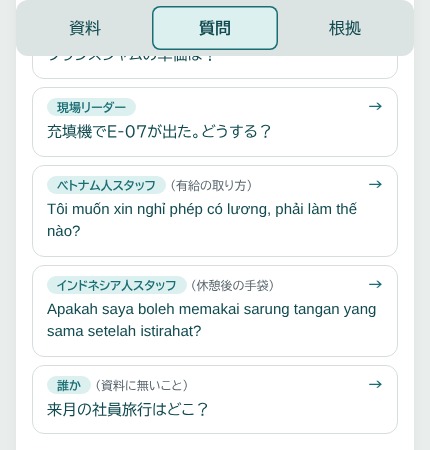 資料
質問
根拠
現場リーダー
→
充填機でE-07が出た。どうする？
ベトナム人スタッフ
（有給の取り方）
→
Tôi muốn xin nghỉ phép có lương, phải làm thế
nào?
インドネシア人スタッフ
（休憩後の手袋）
→
Apakah saya boleh memakai sarung tangan yang
sama setelah istirahat?
誰か
（資料に無いこと）
→
来月の社員旅行はどこ？